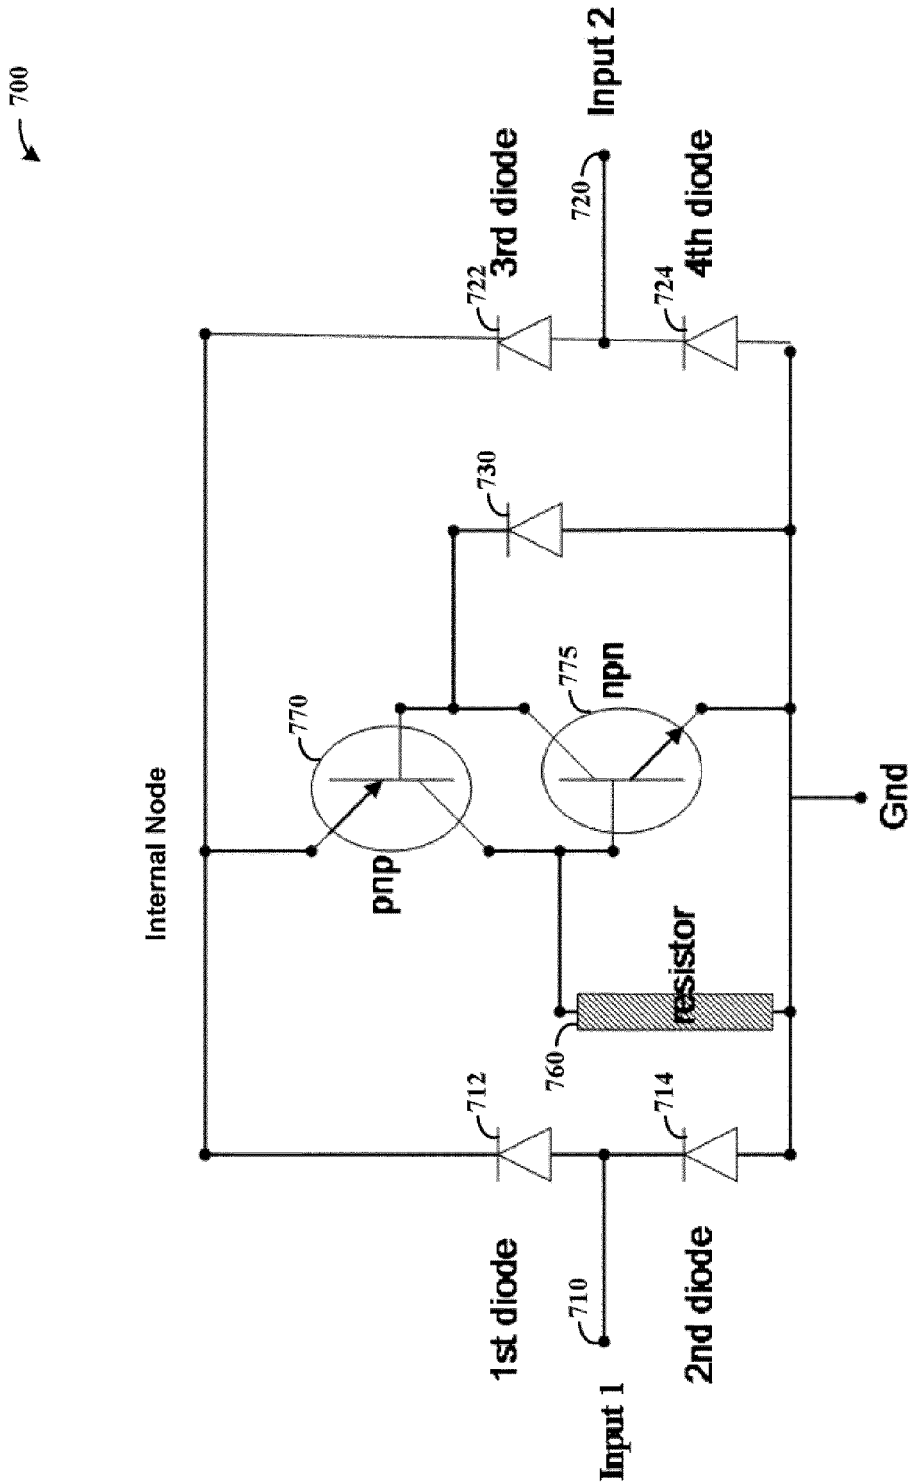 700
Internal Node
Input 1
710
1st diode
712
2nd diode
714
760
resistor
pnp
770
npn
775
730
3rd diode
722
720
Input 2
4th diode
724
Gnd